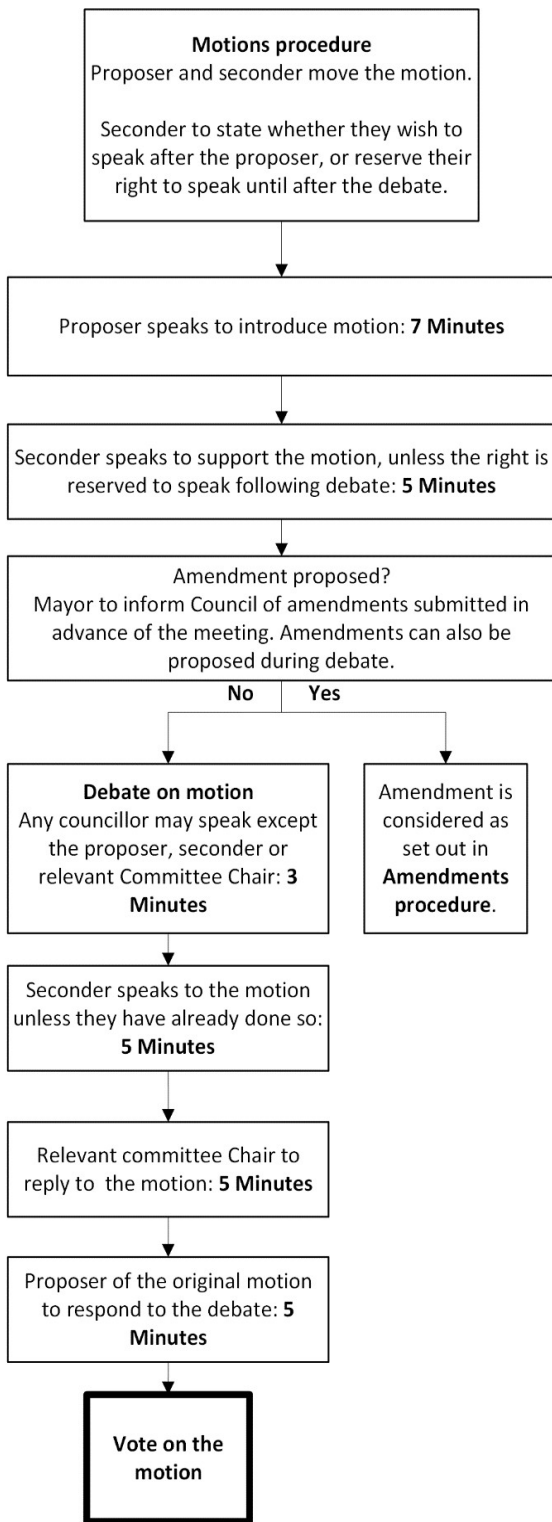 Motions procedure
Proposer and seconder move the motion.
Seconder to state whether they wish to
speak after the proposer, or reserve their
right to speak until after the debate.
Proposer speaks to introduce motion: 7 Minutes
Seconder speaks to support the motion, unless the right is
reserved to speak following debate: 5 Minutes
Amendment proposed?
Mayor to inform Council of amendments submitted in
advance of the meeting. Amendments can also be
proposed during debate.
No Yes
Debate on motion
Any councillor may speak except
the proposer, seconder or
relevant Committee Chair: 3
Minutes
Amendment is
considered as
set out in
Amendments
procedure.
Seconder speaks to the motion
unless they have already done so:
5 Minutes
Relevant committee Chair to
reply to the motion: 5 Minutes
Proposer of the original motion
to respond to the debate: 5
Minutes
Vote on the
motion